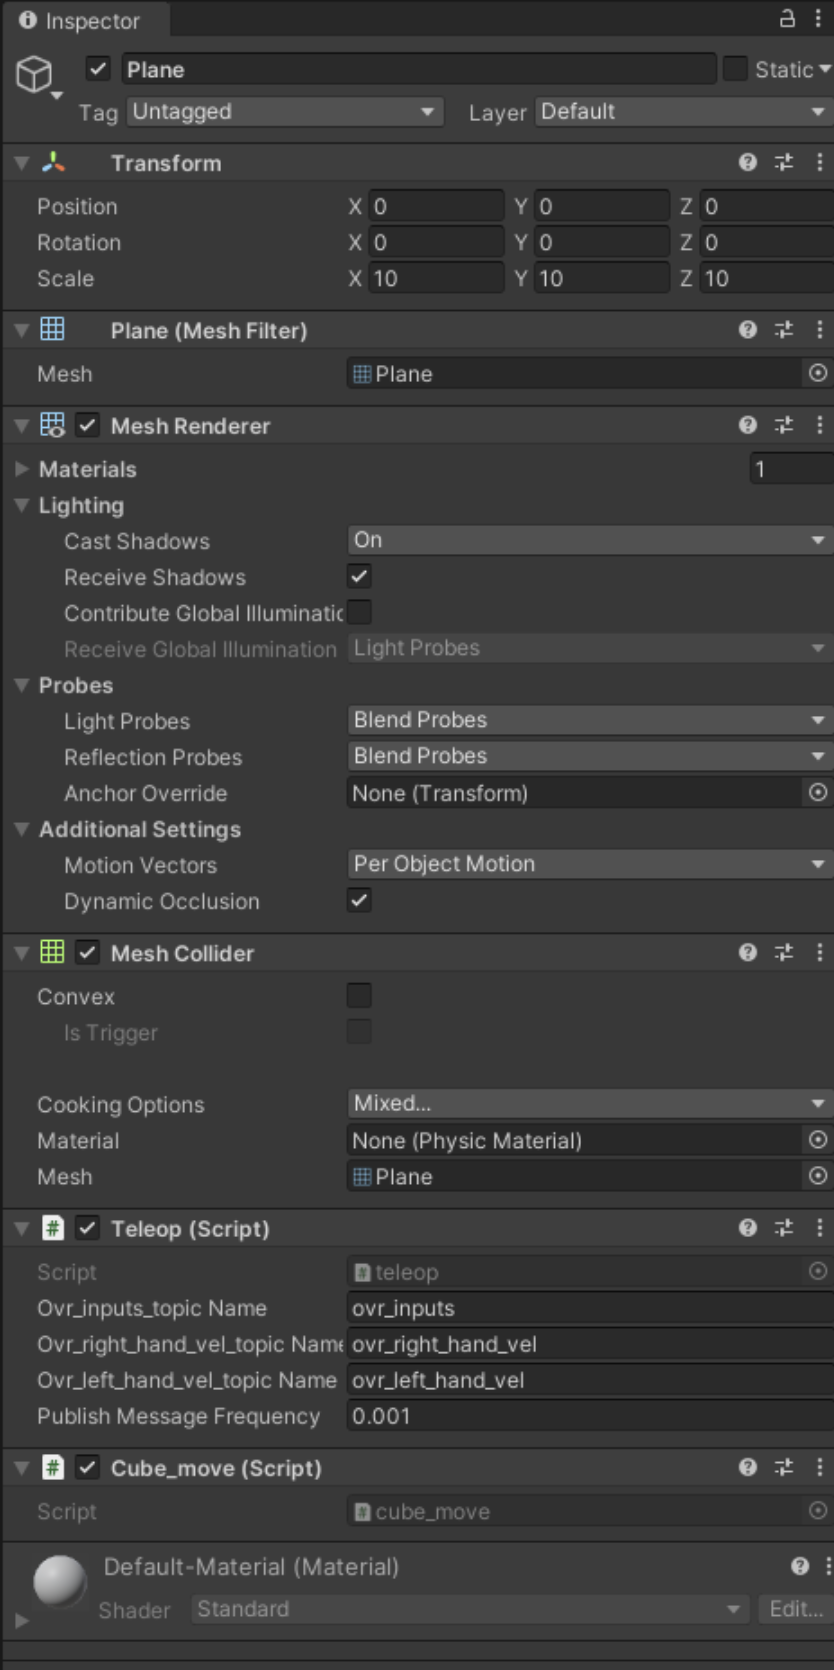 Inspector
Plane Static
Tag Untagged Layer Default
Transform
Position X 0 Y 0 Z 0
Rotation X 0 Y 0 Z 0
Scale X 10 Y 10 Z 10
Plane (Mesh Filter)
Mesh Plane
Mesh Renderer
Materials 1
Lighting
Cast Shadows On
Receive Shadows
Contribute Global Illuminatic
Receive Global Illumination Light Probes
Probes
Light Probes Blend Probes
Reflection Probes Blend Probes
Anchor Override None (Transform)
Additional Settings
Motion Vectors Per Object Motion
Dynamic Occlusion
Mesh Collider
Convex
Is Trigger
Cooking Options Mixed...
Material None (Physic Material)
Mesh Plane
# Teleop (Script)
Script teleop
Ovr_inputs_topic Name ovr_inputs
Ovr_right_hand_vel_topic Name ovr_right_hand_vel
Ovr_left_hand_vel_topic Name ovr_left_hand_vel
Publish Message Frequency 0.001
# Cube_move (Script)
Script cube_move
Default-Material (Material)
Shader Standard Edit...